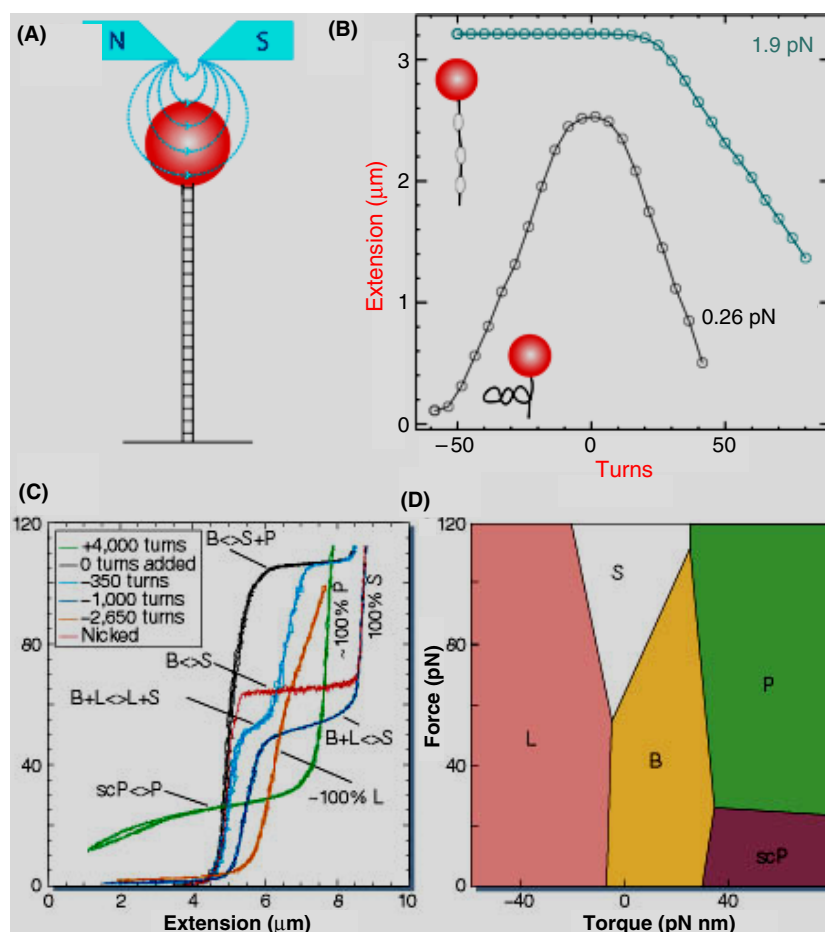 (A)
N S
(B)
3
2
1
0
Extension (μm)
1.9 pN
0.26 pN
−50 0 50
Turns
(C)
120
80
40
0
+4,000 turns
0 turns added
−350 turns
−1,000 turns
−2,650 turns
Nicked
B<>S+P
B<>S
B+L<>L+S
scP<>P
~100% P
100% S
B+L<>S
~100% L
0 2 4 6 8 10
Extension (μm)
(D)
120
80
40
0
Force (pN)
S
L
B
P
scP
−40 0 40
Torque (pN nm)